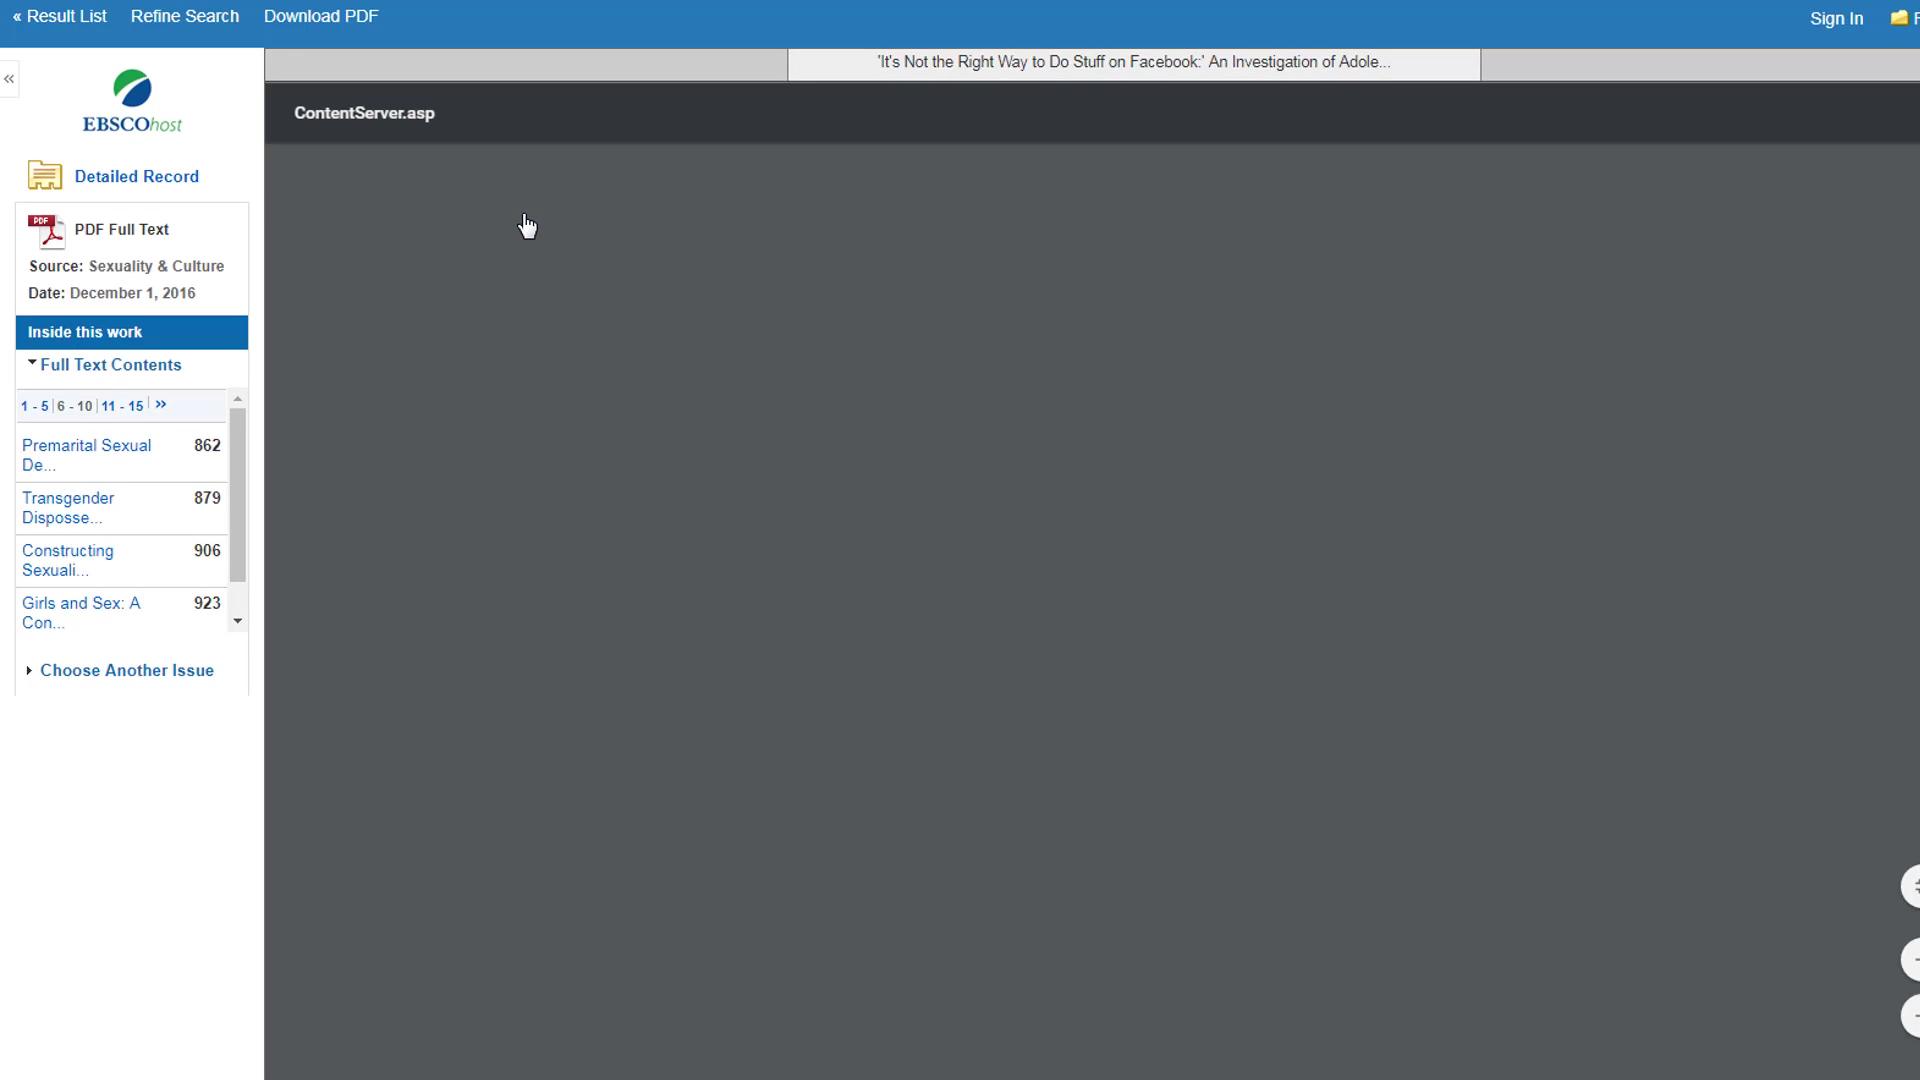 « Result List Refine Search Download PDF Sign In
'It's Not the Right Way to Do Stuff on Facebook:' An Investigation of Adole...
«
EBSCOhost
ContentServer.asp
Detailed Record
PDF
PDF Full Text
Source: Sexuality & Culture
Date: December 1, 2016
Inside this work
Full Text Contents
1 - 5 | 6 - 10 | 11 - 15 | »
Premarital Sexual 862
De...
Transgender 879
Disposse...
Constructing 906
Sexuali...
Girls and Sex: A 923
Con...
Choose Another Issue